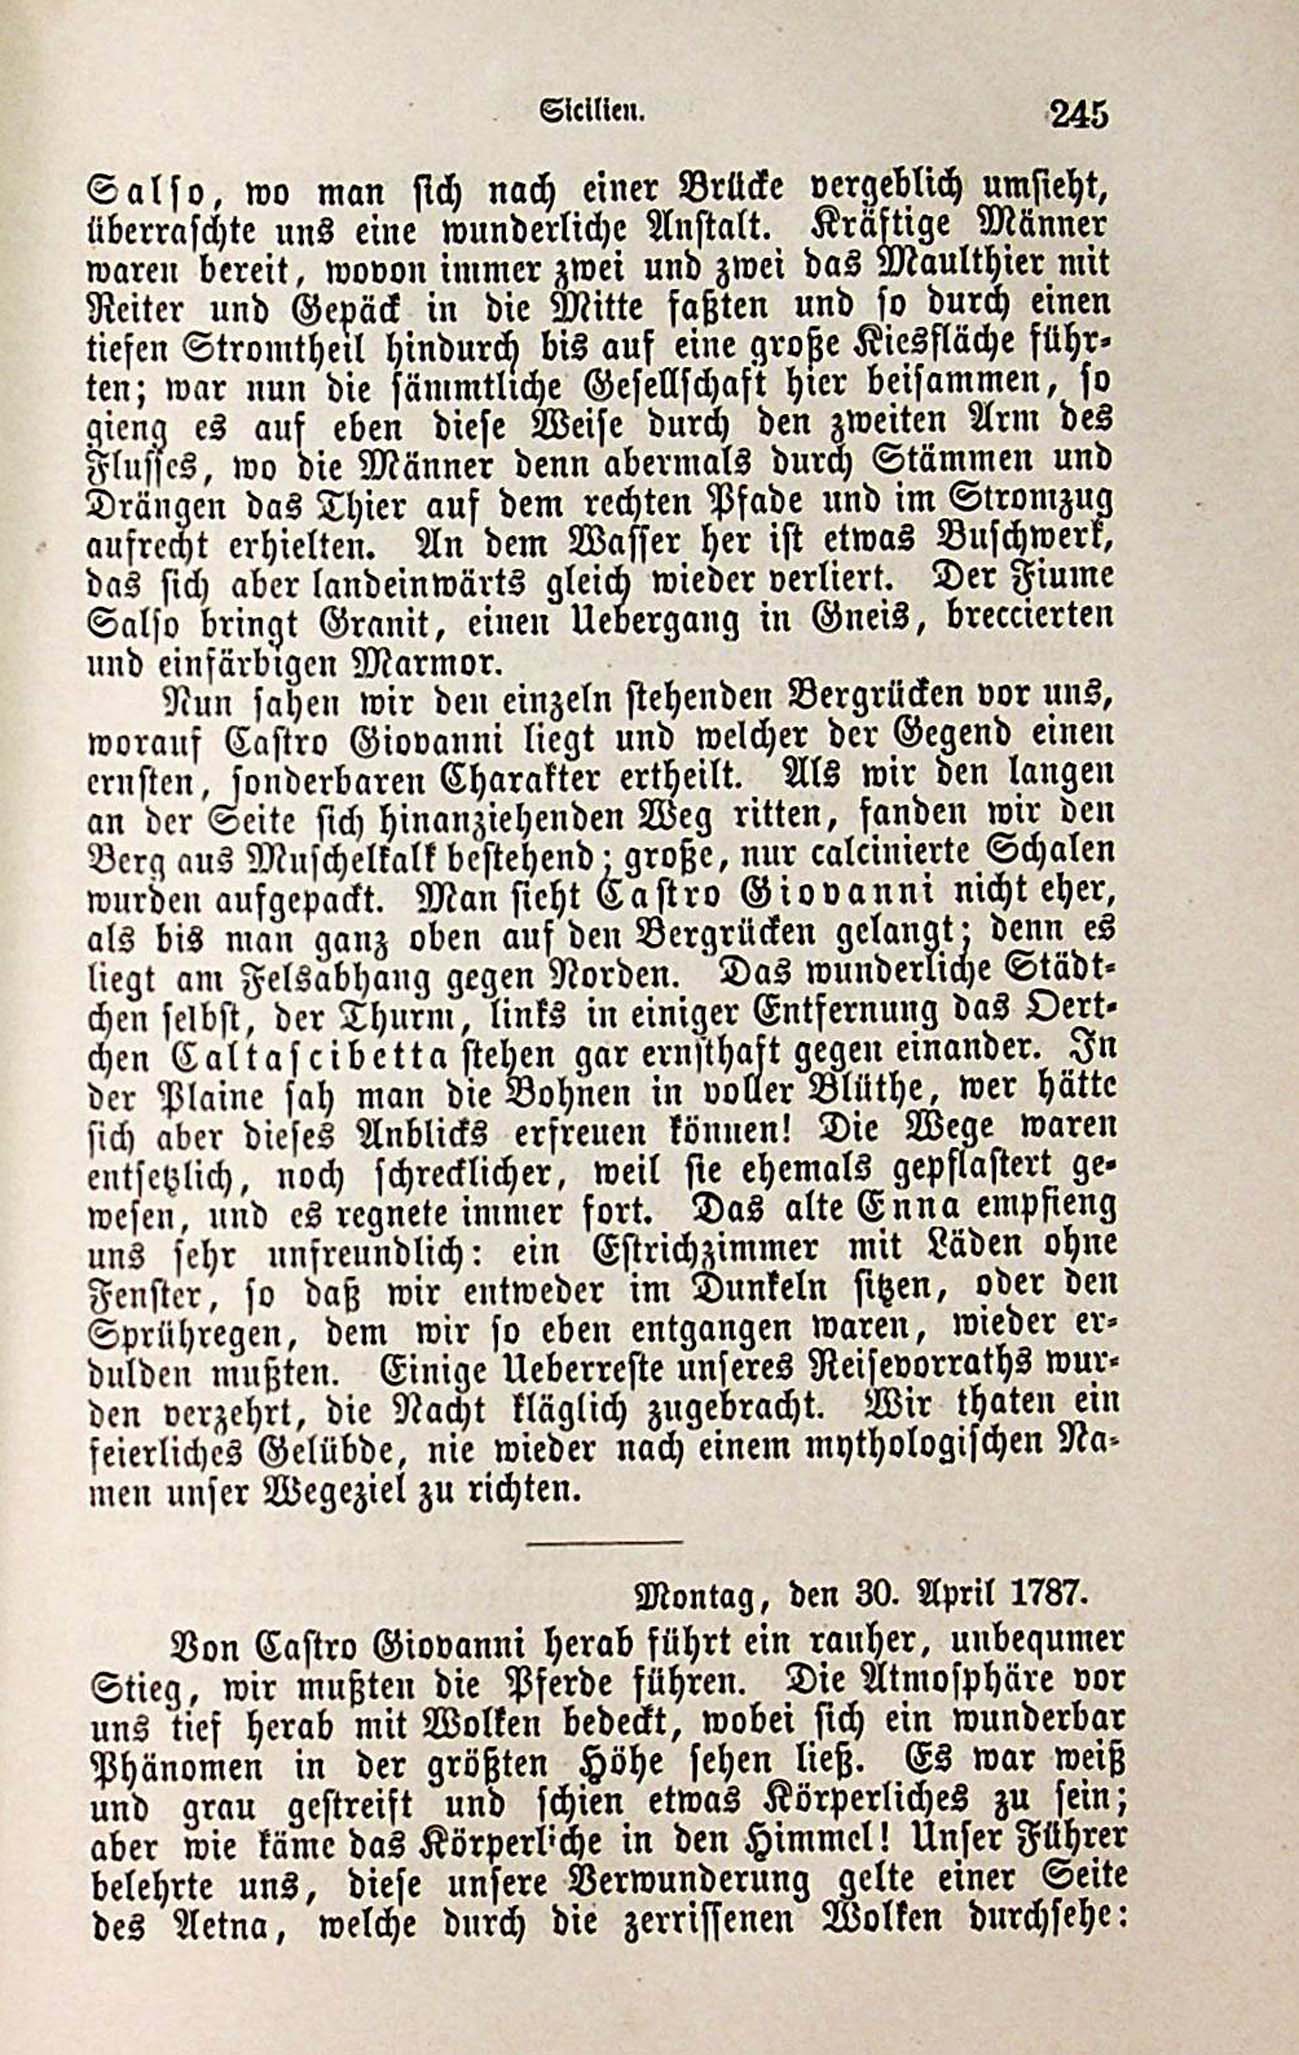 Sicilien. 245
Salso, wo man sich nach einer Brücke vergeblich umsieht,
überraschte uns eine wunderliche Anstalt. Kräftige Männer
waren bereit, wovon immer zwei und zwei das Maulthier mit
Reiter und Gepäck in die Mitte faßten und so durch einen
tiefen Stromtheil hindurch bis auf eine große Kiesfläche führ-
ten; war nun die sämmtliche Gesellschaft hier beisammen, so
gieng es auf eben diese Weise durch den zweiten Arm des
Flusses, wo die Männer denn abermals durch Stämmen und
Drängen das Thier auf dem rechten Pfade und im Stromzug
aufrecht erhielten. An dem Wasser her ist etwas Buschwerk,
das sich aber landeinwärts gleich wieder verliert. Der Fiume
Salso bringt Granit, einen Uebergang in Gneis, breccierten
und einfärbigen Marmor.
Nun sahen wir den einzeln stehenden Bergrücken vor uns,
worauf Castro Giovanni liegt und welcher der Gegend einen
ernsten, sonderbaren Charakter ertheilt. Als wir den langen
an der Seite sich hinanziehenden Weg ritten, fanden wir den
Berg aus Muschelkalk bestehend; große, nur calcinierte Schalen
wurden aufgepackt. Man sieht Castro Giovanni nicht eher,
als bis man ganz oben auf den Bergrücken gelangt; denn es
liegt am Felsabhang gegen Norden. Das wunderliche Städt-
chen selbst, der Thurm, links in einiger Entfernung das Oert-
chen Caltascibetta stehen gar ernsthaft gegen einander. In
der Plaine sah man die Bohnen in voller Blüthe, wer hätte
sich aber dieses Anblicks erfreuen können! Die Wege waren
entsetzlich, noch schrecklicher, weil sie ehemals gepflastert ge-
wesen, und es regnete immer fort. Das alte Enna empfieng
uns sehr unfreundlich: ein Estrichzimmer mit Läden ohne
Fenster, so daß wir entweder im Dunkeln sitzen, oder den
Sprühregen, dem wir so eben entgangen waren, wieder er-
dulden mußten. Einige Ueberreste unseres Reisevorraths wur-
den verzehrt, die Nacht kläglich zugebracht. Wir thaten ein
feierliches Gelübde, nie wieder nach einem mythologischen Na-
men unser Wegeziel zu richten.
Montag, den 30. April 1787.
Von Castro Giovanni herab führt ein rauher, unbequmer
Stieg, wir mußten die Pferde führen. Die Atmosphäre vor
uns tief herab mit Wolken bedeckt, wobei sich ein wunderbar
Phänomen in der größten Höhe sehen ließ. Es war weiß
und grau gestreift und schien etwas Körperliches zu sein;
aber wie käme das Körperliche in den Himmel! Unser Führer
belehrte uns, diese unsere Verwunderung gelte einer Seite
des Aetna, welche durch die zerrissenen Wolken durchsehe: